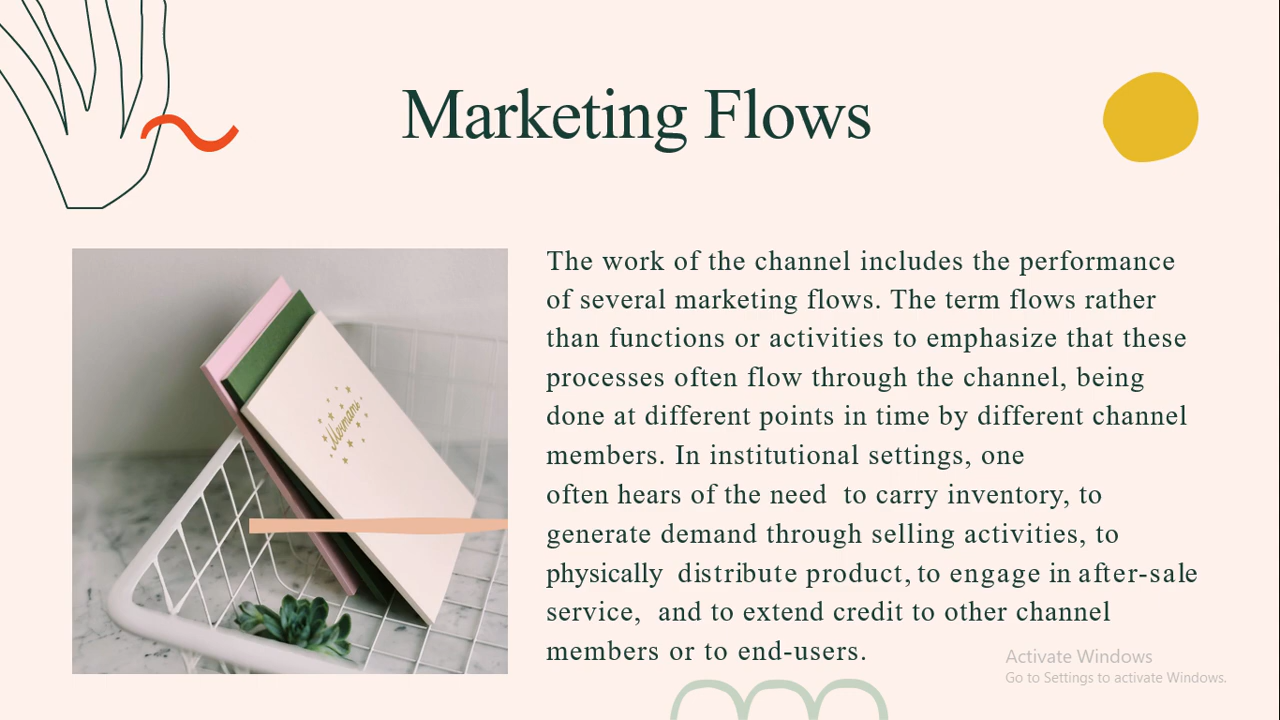 Marketing Flows
The work of the channel includes the performance
of several marketing flows. The term flows rather
than functions or activities to emphasize that these
processes often flow through the channel, being
done at different points in time by different channel
members. In institutional settings, one
often hears of the need to carry inventory, to
generate demand through selling activities, to
physically distribute product, to engage in after-sale
service, and to extend credit to other channel
members or to end-users.
Activate Windows
Go to Settings to activate Windows.